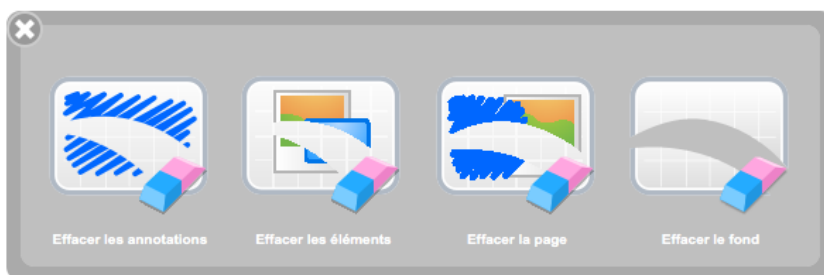 Effacer les annotations
Effacer les éléments
Effacer la page
Effacer le fond